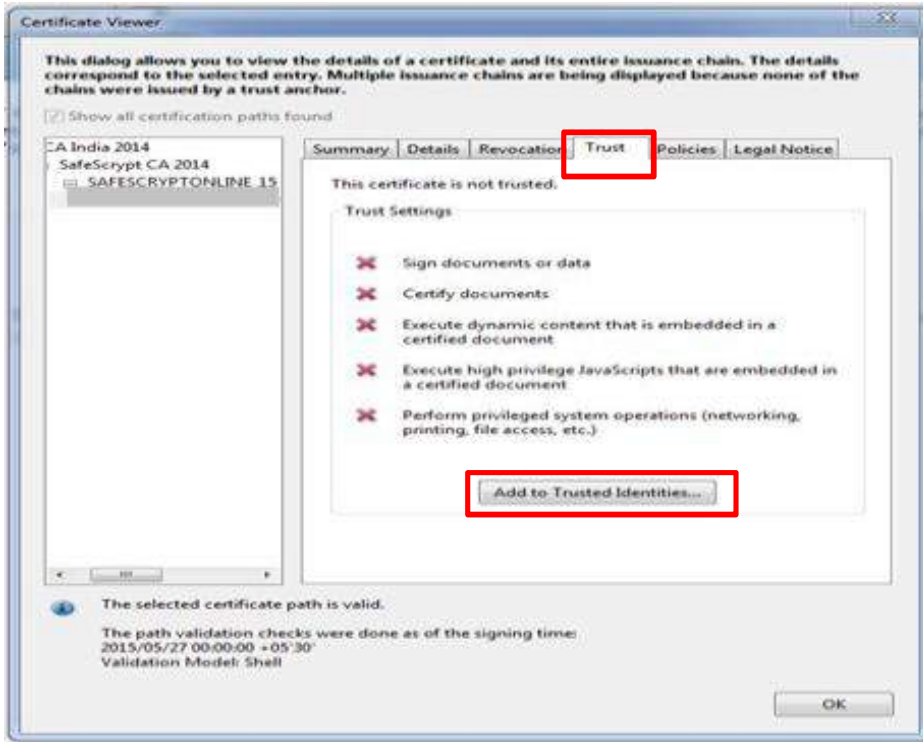 Certificate Viewer
This dialog allows you to view the details of a certificate and its entire issuance chain. The details
correspond to the selected entry. Multiple issuance chains are being displayed because none of the
chains were issued by a trust anchor.
Show all certification paths found
CA India 2014
SafeScrypt CA 2014
SAFESCRYPTONLINE 15
Summary Details Revocation Trust Policies Legal Notice
This certificate is not trusted.
Trust Settings
Sign documents or data
Certify documents
Execute dynamic content that is embedded in a
certified document
Execute high privilege JavaScripts that are embedded in
a certified document
Perform privileged system operations (networking,
printing, file access, etc.)
Add to Trusted Identities...
The selected certificate path is valid.
The path validation checks were done as of the signing time:
2015/05/27 00:00:00 +05'30'
Validation Model: Shell
OK